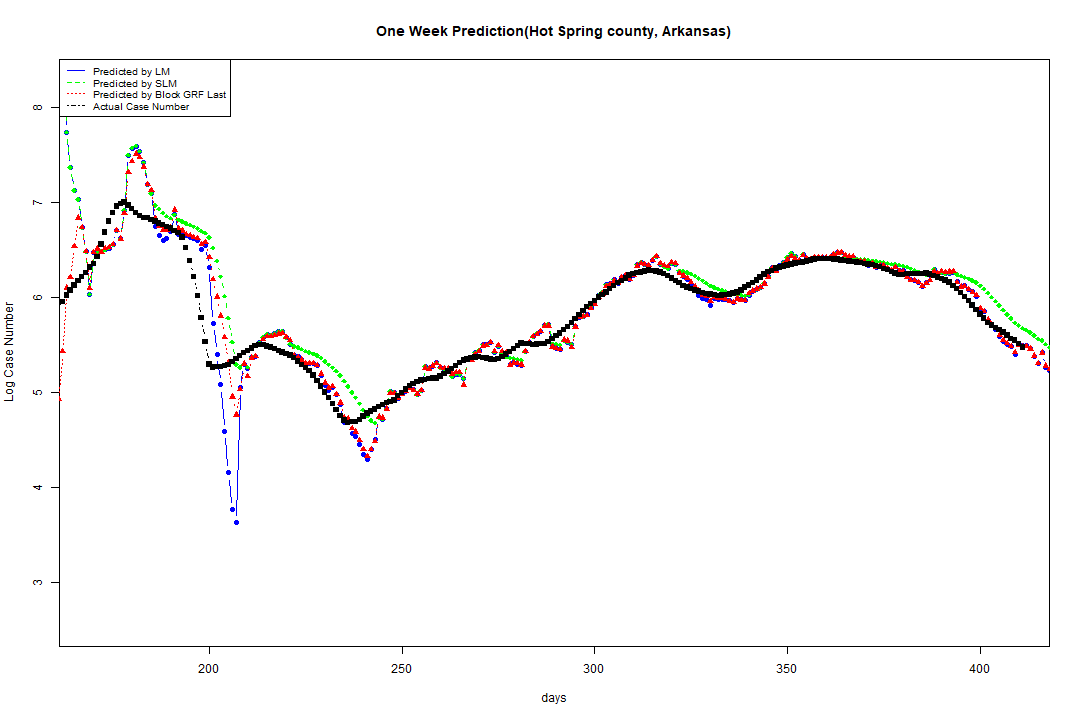 One Week Prediction(Hot Spring county, Arkansas)
Predicted by LM
Predicted by SLM
Predicted by Block GRF Last
Actual Case Number
8
7
6
5
4
3
Log Case Number
200 250 300 350 400
days